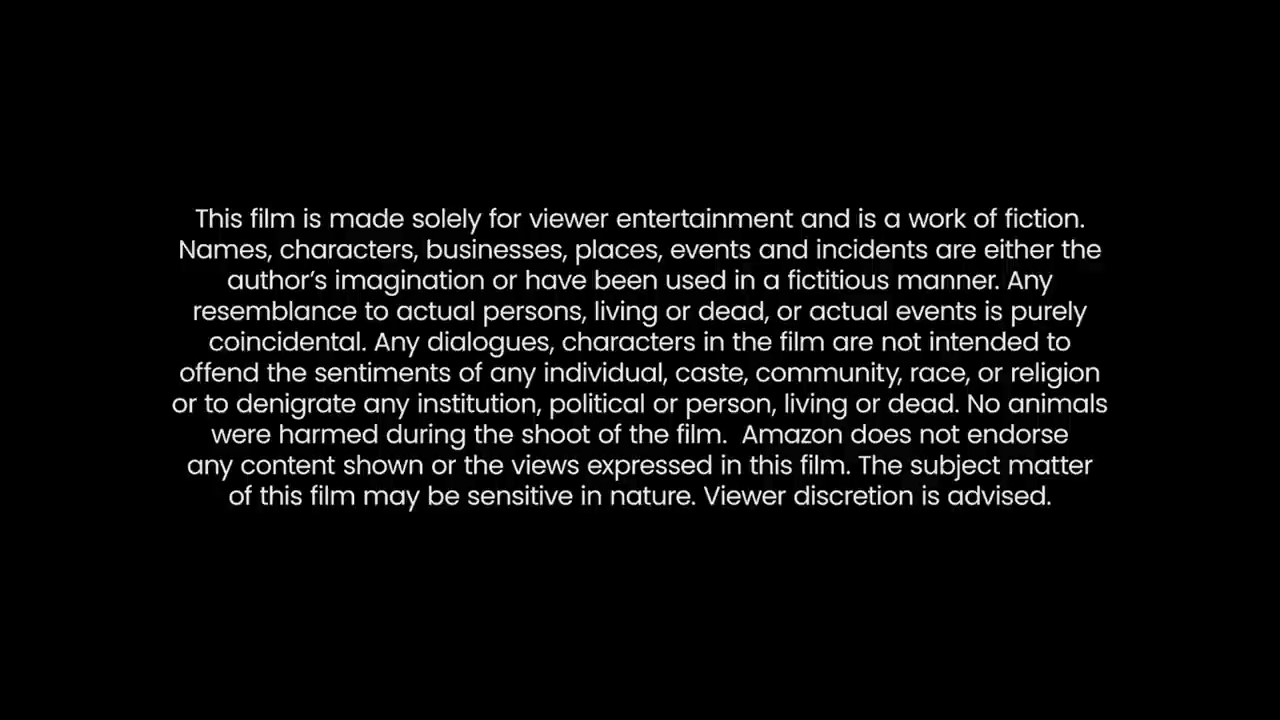 This film is made solely for viewer entertainment and is a work of fiction.
Names, characters, businesses, places, events and incidents are either the
author's imagination or have been used in a fictitious manner. Any
resemblance to actual persons, living or dead, or actual events is purely
coincidental. Any dialogues, characters in the film are not intended to
offend the sentiments of any individual, caste, community, race, or religion
or to denigrate any institution, political or person, living or dead. No animals
were harmed during the shoot of the film.  Amazon does not endorse
any content shown or the views expressed in this film. The subject matter
of this film may be sensitive in nature. Viewer discretion is advised.